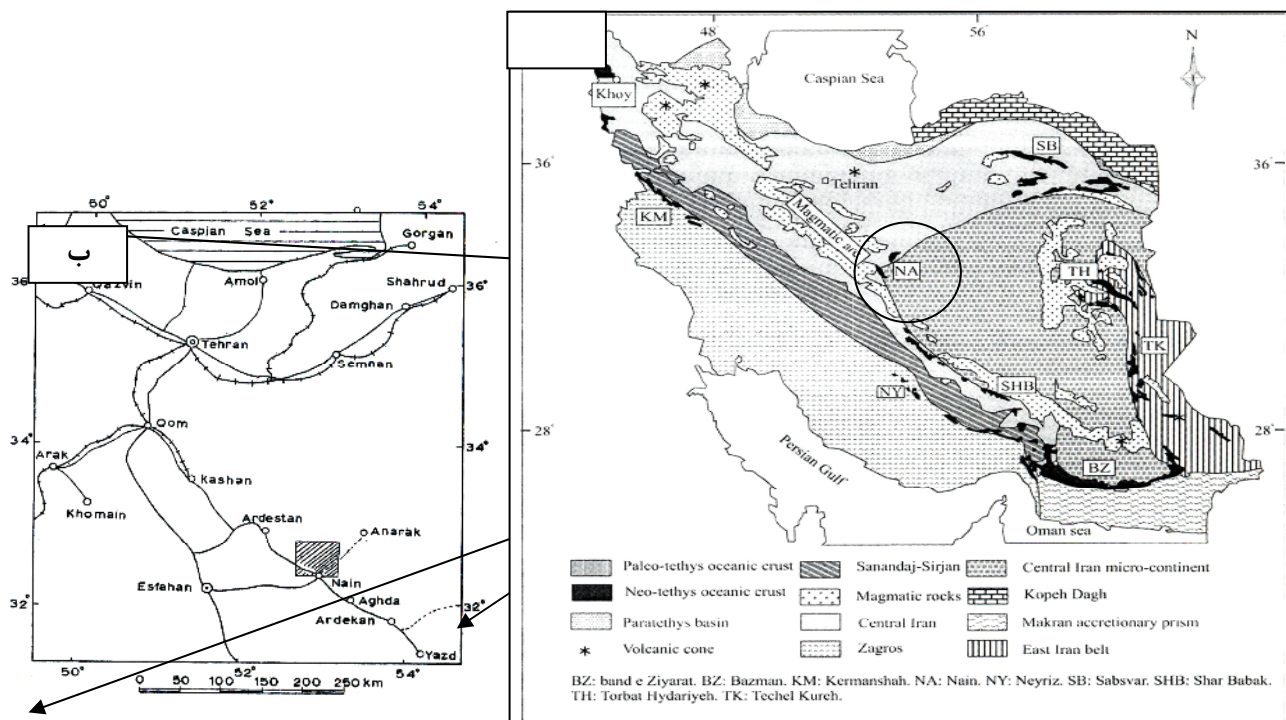 ب
50°
52
54
Caspian Sea
Gorgan
36
Qazvin
Amol
Shahrud
36°
Damghan
Tehran
Semnan
34°
Qom
34°
Arak
kashan
Khomain
Ardestan
Anarak
Esfahan
Nain
32°
Aghda
32°
Ardekan
Yazd
50°
52°
54°
0 50 100 150 200 250 km
48°
56°
N
Khoy
Caspian Sea
36°
SB
36°
Tehran
KM
Magmatic
NA
TH
TK
SHB
NY
28°
28°
Persian Gulf
BZ
Oman sea
Paleo-tethys oceanic crust
Sanandaj-Sirjan
Central Iran micro-continent
Neo-tethys oceanic crust
Magmatic rocks
Kopeh Dagh
Paratethys basin
Central Iran
Makran accretionary prism
Volcanic cone
Zagros
East Iran belt
BZ: band e Ziyarat. BZ: Bazman. KM: Kermanshah. NA: Nain. NY: Neyriz. SB: Sabsvar. SHB: Shar Babak.
TH: Torbat Hydariyeh. TK: Techel Kureh.